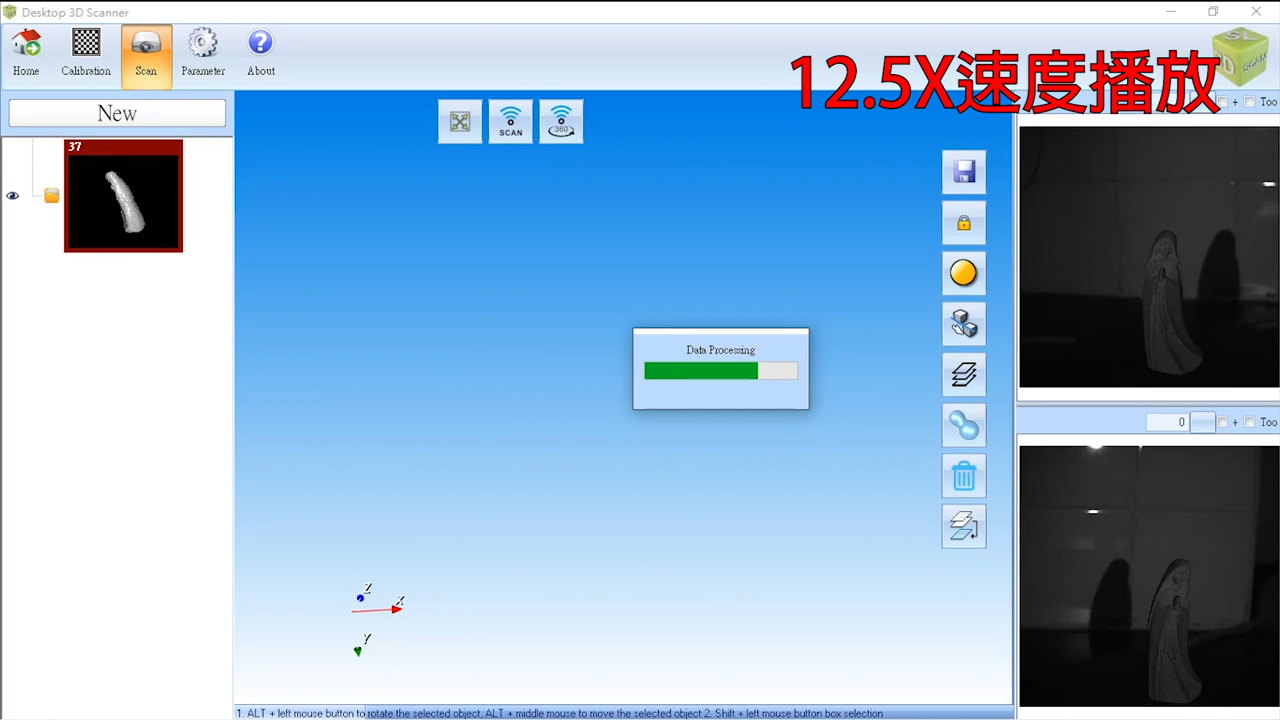 Desktop 3D Scanner
Home
Calibration
Scan
Parameter
About
12.5X速度播放
New
37
SCAN
360
+
Too
Data Processing
0
+
Too
Z
X
Y
1. ALT + left mouse button to rotate the selected object, ALT + middle mouse to move the selected object 2. Shift + left mouse button box selection